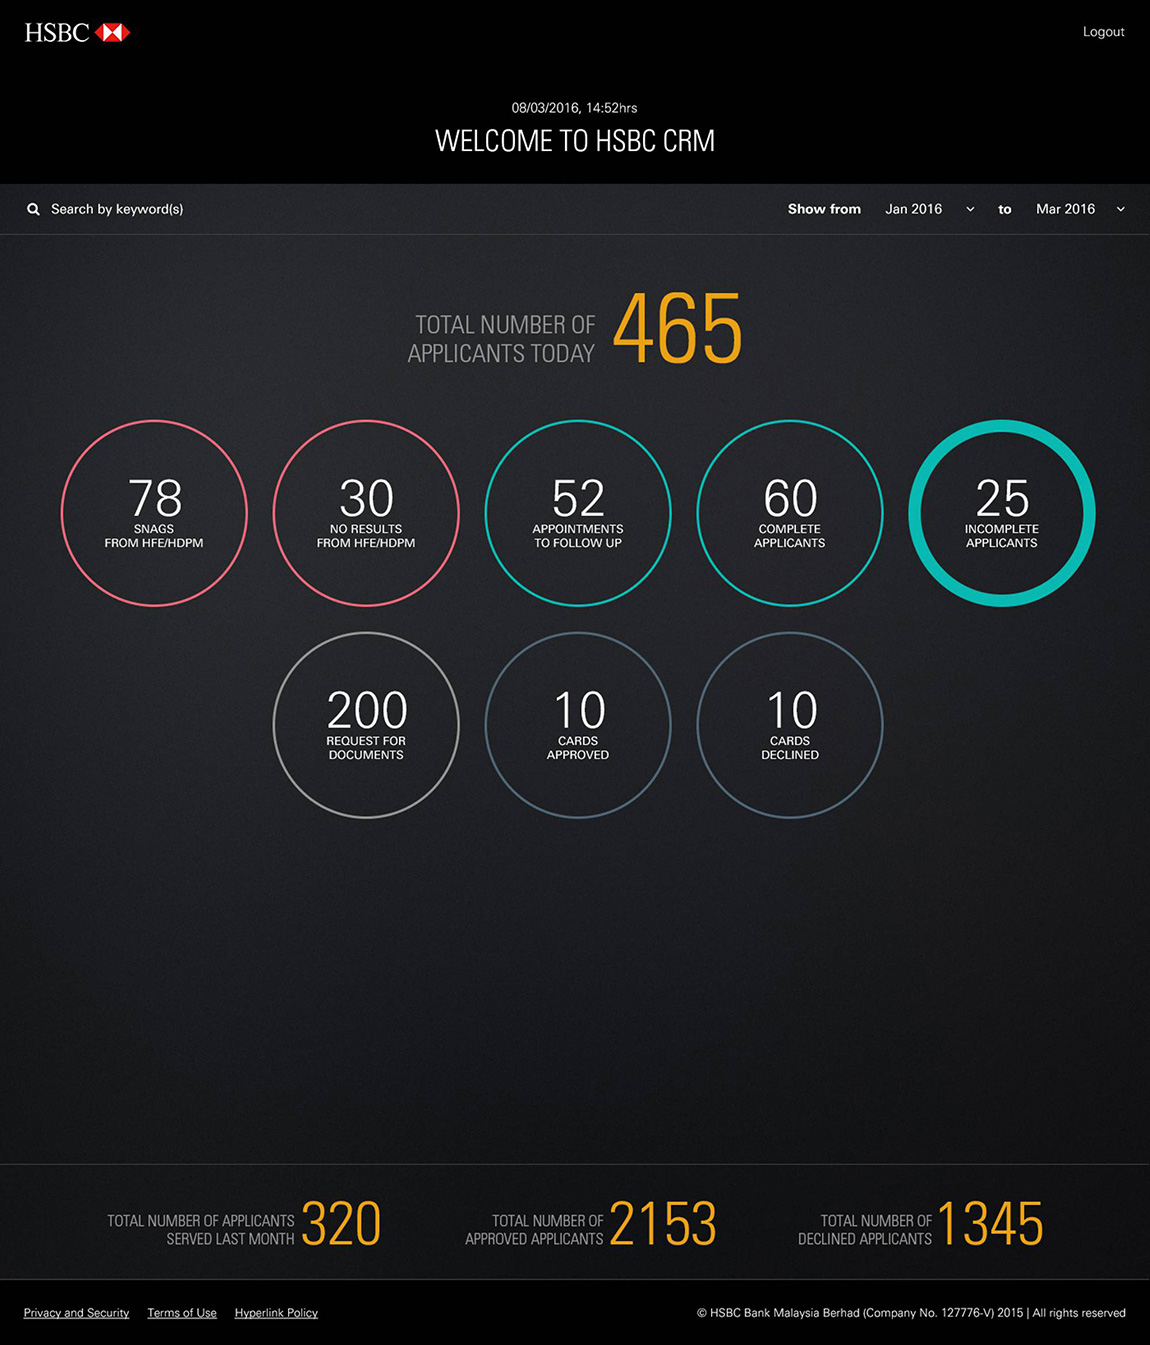 HSBC
Logout
08/03/2016, 14:52hrs
WELCOME TO HSBC CRM
Search by keyword(s)
Show from Jan 2016 to Mar 2016
TOTAL NUMBER OF
APPLICANTS TODAY
465
78
SNAGS
FROM HFE/HDPM
30
NO RESULTS
FROM HFE/HDPM
52
APPOINTMENTS
TO FOLLOW UP
60
COMPLETE
APPLICANTS
25
INCOMPLETE
APPLICANTS
200
REQUEST FOR
DOCUMENTS
10
CARDS
APPROVED
10
CARDS
DECLINED
TOTAL NUMBER OF APPLICANTS
SERVED LAST MONTH
320
TOTAL NUMBER OF
APPROVED APPLICANTS
2153
TOTAL NUMBER OF
DECLINED APPLICANTS
1345
Privacy and Security Terms of Use Hyperlink Policy
© HSBC Bank Malaysia Berhad (Company No. 127776-V) 2015 | All rights reserved